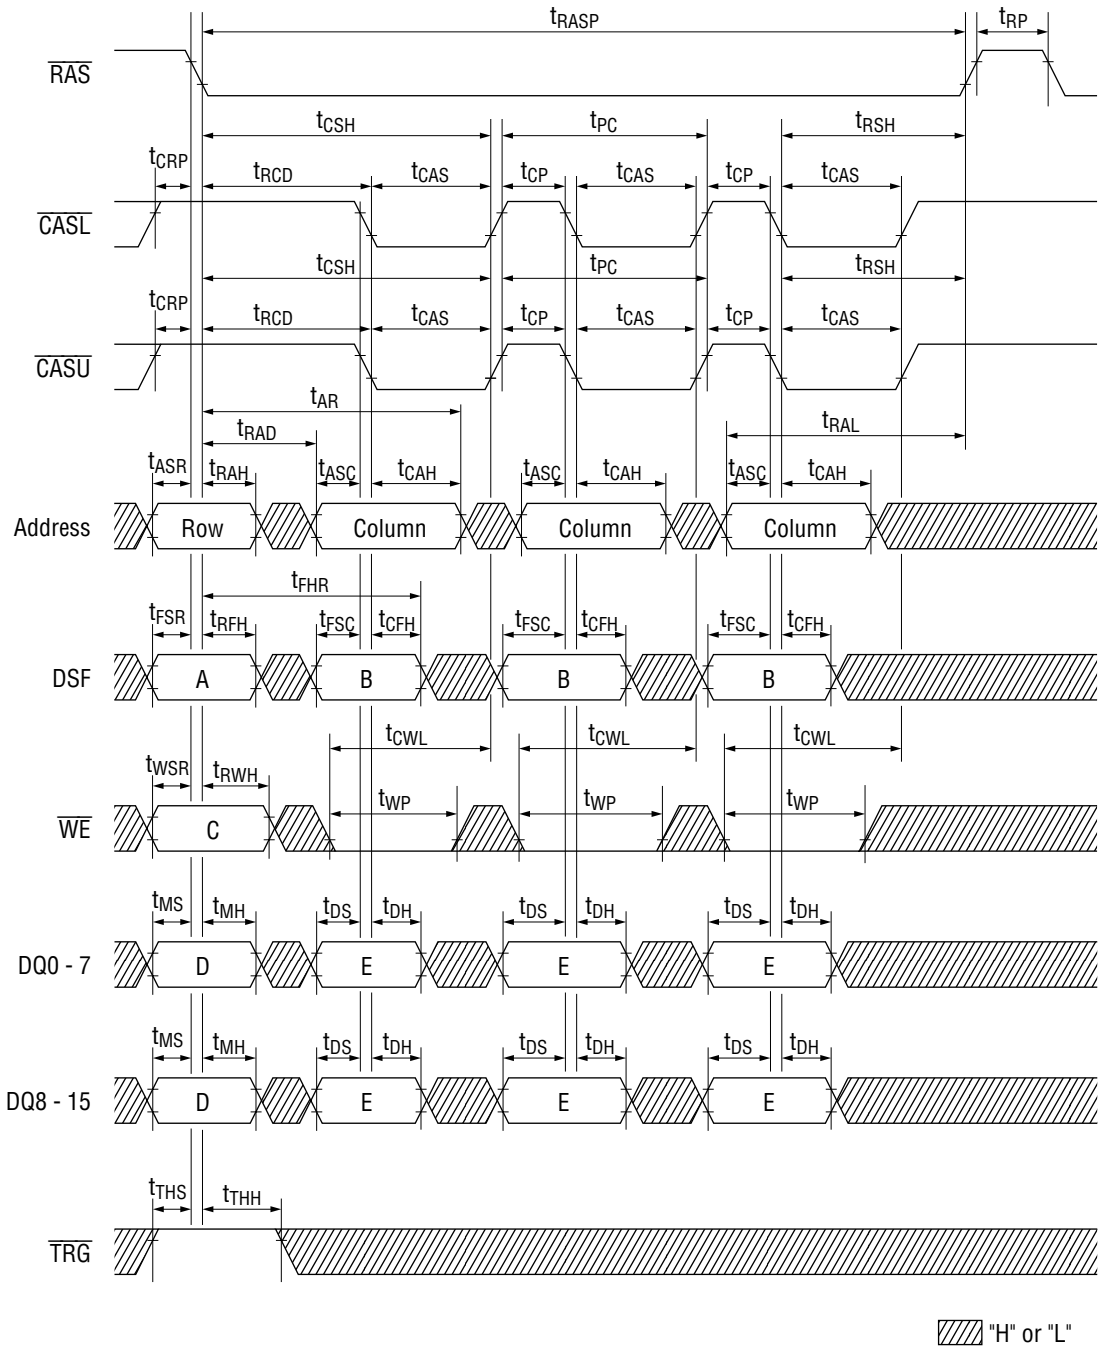 tRASP tRP
RAS
tCSH tPC tRSH
tCRP tRCD tCAS tCP tCAS tCP tCAS
CASL
tCSH tPC tRSH
tCRP tRCD tCAS tCP tCAS tCP tCAS
CASU
tAR
tRAD tRAL
tASR tRAH tASC tCAH tASC tCAH tASC tCAH
Address Row Column Column Column
tFHR
tFSR tRFH tFSC tCFH tFSC tCFH tFSC tCFH
DSF A B B B
tCWL tCWL tCWL
tWSR tRWH
tWP tWP tWP
WE C
tMS tMH tDS tDH tDS tDH tDS tDH
DQ0 - 7 D E E E
tMS tMH tDS tDH tDS tDH tDS tDH
DQ8 - 15 D E E E
tTHS tTHH
TRG
"H" or "L"